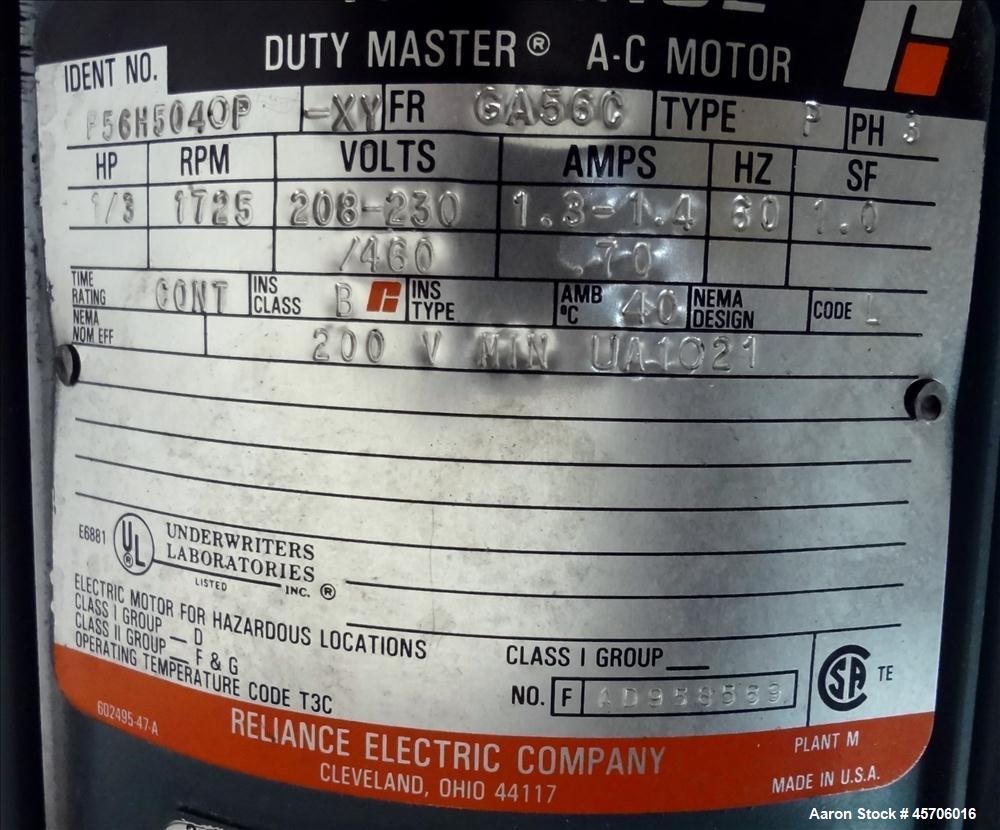 DUTY MASTER® A-C MOTOR
IDENT NO. P56H5040P -XY FR GA56C TYPE P PH 3
HP RPM VOLTS AMPS HZ SF
1/3 1725 208-230 1.3-1.4 60 1.0
/460 .70
TIME RATING CONT INS CLASS B INS TYPE AMB °C 40 NEMA DESIGN CODE L
NEMA NOM EFF 200 V MIN UA1021
E6881 UL ® UNDERWRITERS
LABORATORIES
LISTED INC. ®
ELECTRIC MOTOR FOR HAZARDOUS LOCATIONS
CLASS I GROUP — D
CLASS II GROUP — F & G
OPERATING TEMPERATURE CODE T3C
CLASS I GROUP
NO. F AD958569
CSA TE
602495-47-A
RELIANCE ELECTRIC COMPANY
CLEVELAND, OHIO 44117
PLANT M
MADE IN U.S.A.
Aaron Stock # 45706016